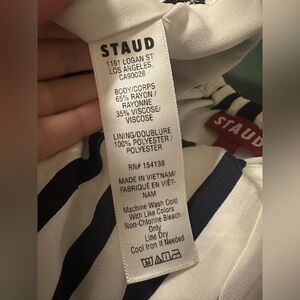 STAUD
1161 LOGAN ST
LOS ANGELES,
CA90026
BODY/CORPS
65% RAYON /
RAYONNE
35% VISCOSE/
VISCOSE
LINING/DOUBLURE
100% POLYESTER /
POLYESTER
RN# 154138
MADE IN VIETNAM/
FABRIQUÉ EN VIÊT-
NAM
Machine Wash Cold
With Like Colors
Non-Chlorine Bleach
Only
Line Dry
Cool Iron If Needed
STAUD